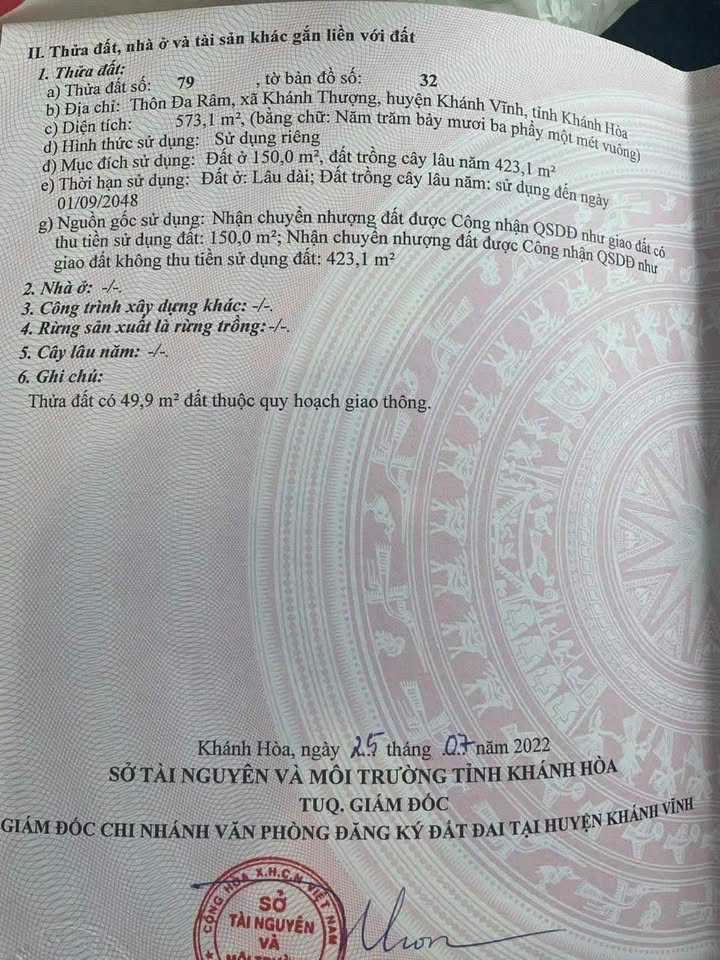 II. Thửa đất, nhà ở và tài sản khác gắn liền với đất
1. Thửa đất:
a) Thửa đất số: 79 , tờ bản đồ số: 32
b) Địa chỉ: Thôn Đa Râm, xã Khánh Thượng, huyện Khánh Vĩnh, tỉnh Khánh Hòa
c) Diện tích: 573,1 m², (bằng chữ: Năm trăm bảy mươi ba phẩy một mét vuông)
d) Hình thức sử dụng: Sử dụng riêng
đ) Mục đích sử dụng: Đất ở 150,0 m², đất trồng cây lâu năm 423,1 m²
e) Thời hạn sử dụng: Đất ở: Lâu dài; Đất trồng cây lâu năm: sử dụng đến ngày
01/09/2048
g) Nguồn gốc sử dụng: Nhận chuyển nhượng đất được Công nhận QSDĐ như giao đất có
thu tiền sử dụng đất: 150,0 m²; Nhận chuyển nhượng đất được Công nhận QSDĐ như
giao đất không thu tiền sử dụng đất: 423,1 m²
2. Nhà ở: -/-.
3. Công trình xây dựng khác: -/-.
4. Rừng sản xuất là rừng trồng: -/-.
5. Cây lâu năm: -/-.
6. Ghi chú:
Thửa đất có 49,9 m² đất thuộc quy hoạch giao thông.
Khánh Hòa, ngày 25 tháng 07 năm 2022
SỞ TÀI NGUYÊN VÀ MÔI TRƯỜNG TỈNH KHÁNH HÒA
TUQ. GIÁM ĐỐC
GIÁM ĐỐC CHI NHÁNH VĂN PHÒNG ĐĂNG KÝ ĐẤT ĐAI TẠI HUYỆN KHÁNH VĨNH
CỘNG HÒA X.H.C.N VIỆT NAM
SỞ
TÀI NGUYÊN
VÀ